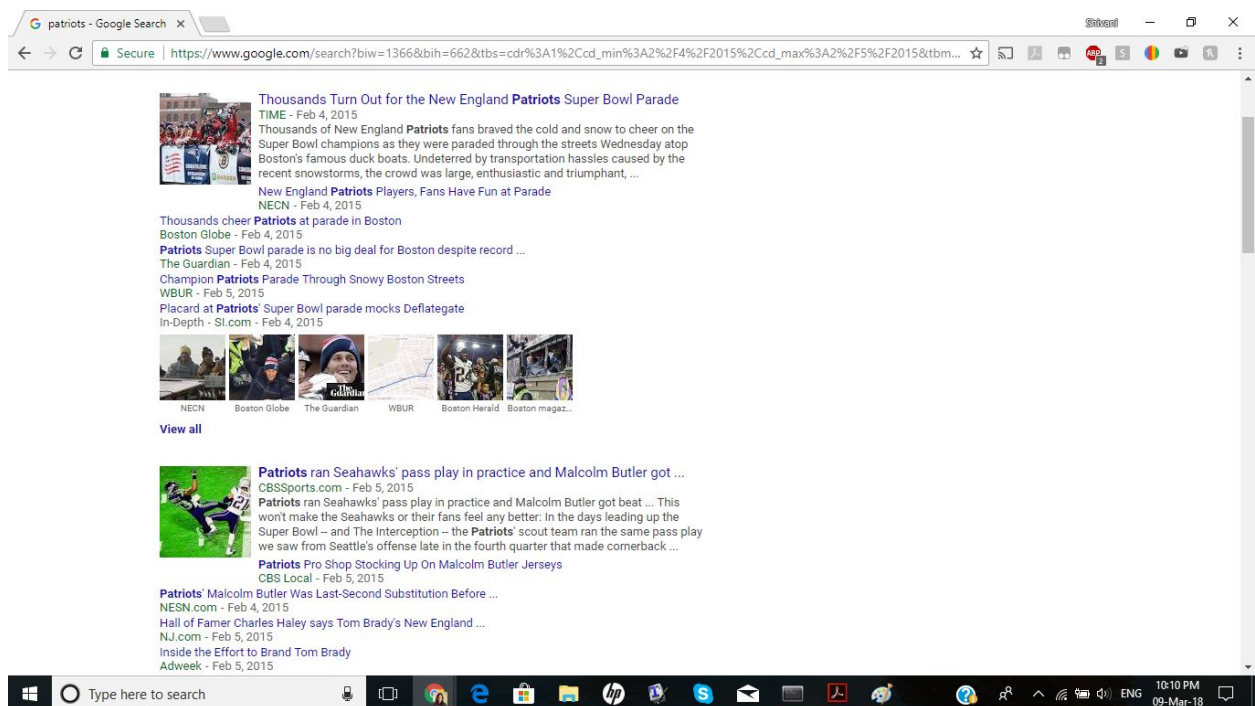 patriots - Google Search
Shivani
Secure
https://www.google.com/search?biw=1366&bih=662&tbs=cdr%3A1%2Ccd_min%3A2%2F4%2F2015%2Ccd_max%3A2%2F5%2F2015&tbm...
ABP
2
S
Thousands Turn Out for the New England Patriots Super Bowl Parade
TIME - Feb 4, 2015
Thousands of New England Patriots fans braved the cold and snow to cheer on the
Super Bowl champions as they were paraded through the streets Wednesday atop
Boston's famous duck boats. Undeterred by transportation hassles caused by the
recent snowstorms, the crowd was large, enthusiastic and triumphant, ...
New England Patriots Players, Fans Have Fun at Parade
NECN - Feb 4, 2015
Thousands cheer Patriots at parade in Boston
Boston Globe - Feb 4, 2015
Patriots Super Bowl parade is no big deal for Boston despite record ...
The Guardian - Feb 4, 2015
Champion Patriots Parade Through Snowy Boston Streets
WBUR - Feb 5, 2015
Placard at Patriots' Super Bowl parade mocks Deflategate
In-Depth - SI.com - Feb 4, 2015
The
Guardian
NECN
Boston Globe
The Guardian
WBUR
Boston Herald
Boston magaz...
View all
Patriots ran Seahawks' pass play in practice and Malcolm Butler got ...
CBSSports.com - Feb 5, 2015
Patriots ran Seahawks' pass play in practice and Malcolm Butler got beat ... This
won't make the Seahawks or their fans feel any better: In the days leading up the
Super Bowl -- and The Interception -- the Patriots' scout team ran the same pass play
we saw from Seattle's offense late in the fourth quarter that made cornerback ...
Patriots Pro Shop Stocking Up On Malcolm Butler Jerseys
CBS Local - Feb 5, 2015
Patriots' Malcolm Butler Was Last-Second Substitution Before ...
NESN.com - Feb 4, 2015
Hall of Famer Charles Haley says Tom Brady's New England ...
NJ.com - Feb 5, 2015
Inside the Effort to Brand Tom Brady
Adweek - Feb 5, 2015
Type here to search
hp
ENG
10:10 PM
09-Mar-18